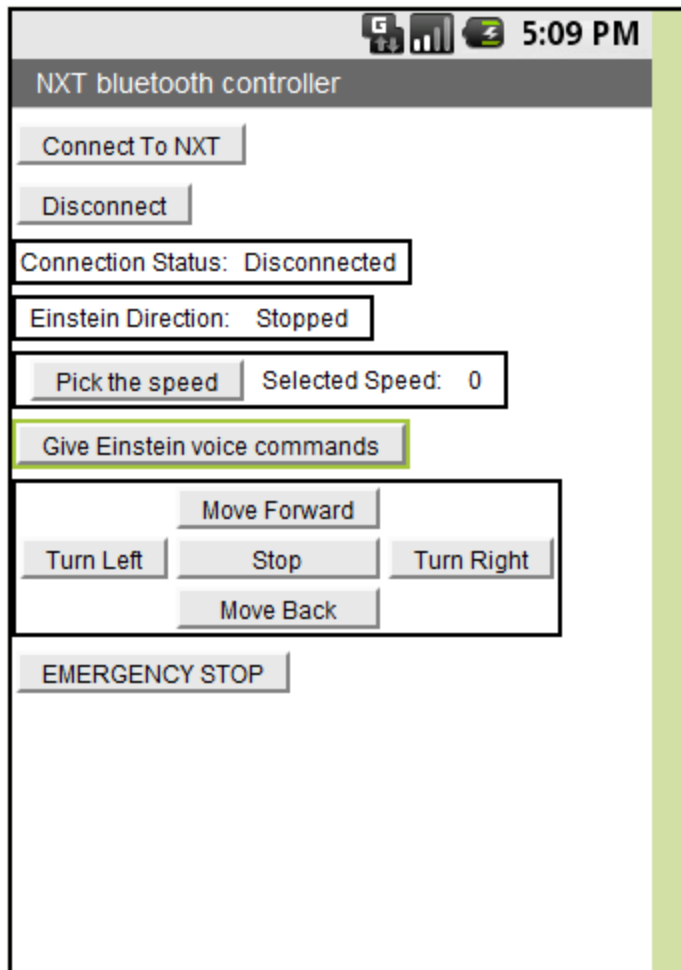 G
5:09 PM
NXT bluetooth controller
Connect To NXT
Disconnect
Connection Status: Disconnected
Einstein Direction: Stopped
Pick the speed Selected Speed: 0
Give Einstein voice commands
Move Forward
Turn Left Stop Turn Right
Move Back
EMERGENCY STOP